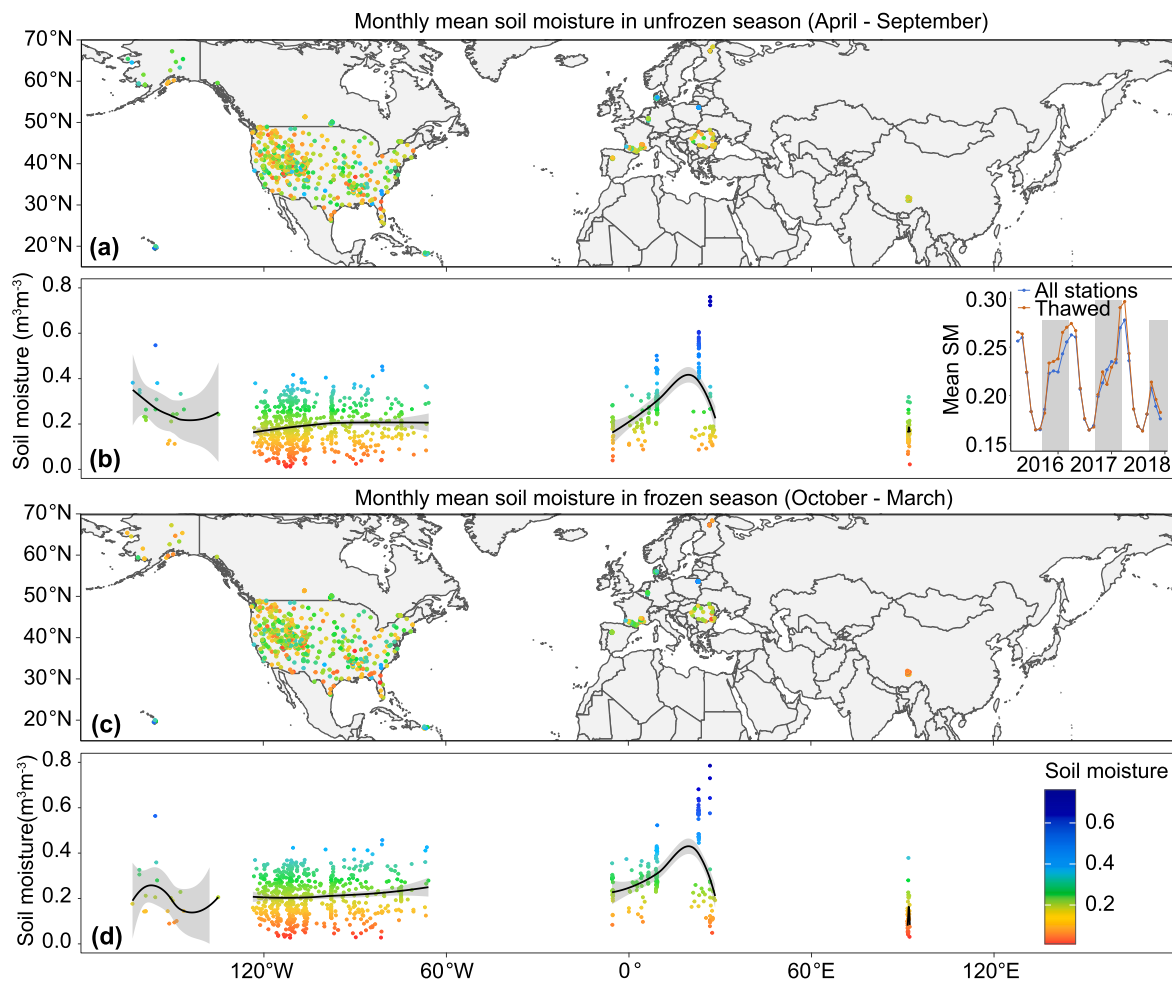 Monthly mean soil moisture in unfrozen season (April - September)
70°N
60°N
50°N
40°N
30°N
20°N
(a)
Soil moisture (m³m⁻³)
0.8
0.6
0.4
0.2
0.0
(b)
Mean SM
0.30
0.25
0.20
0.15
All stations
Thawed
2016 2017 2018
Monthly mean soil moisture in frozen season (October - March)
70°N
60°N
50°N
40°N
30°N
20°N
(c)
Soil moisture(m³m⁻³)
0.8
0.6
0.4
0.2
0.0
(d)
Soil moisture
0.6
0.4
0.2
120°W 60°W 0° 60°E 120°E